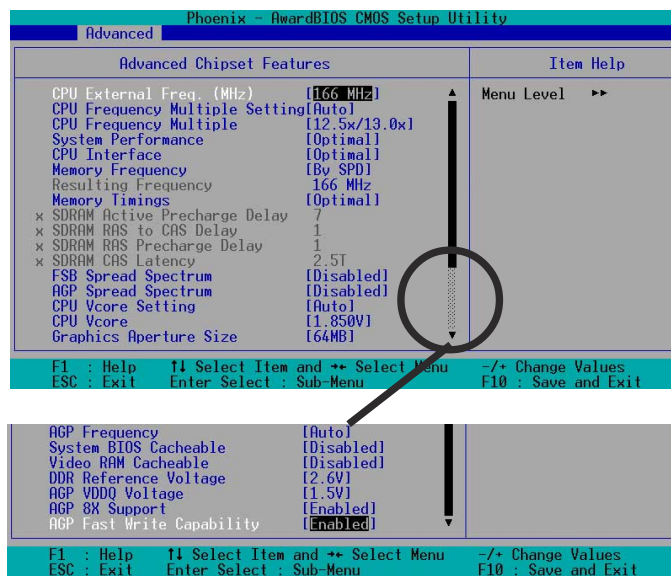 Phoenix - AwardBIOS CMOS Setup Utility
Advanced
Advanced Chipset Features
Item Help
CPU External Freq. (MHz) [166 MHz]
Menu Level ▸▸
CPU Frequency Multiple Setting[Auto]
CPU Frequency Multiple [12.5x/13.0x]
System Performance [Optimal]
CPU Interface [Optimal]
Memory Frequency [By SPD]
Resulting Frequency 166 MHz
Memory Timings [Optimal]
x SDRAM Active Precharge Delay 7
x SDRAM RAS to CAS Delay 1
x SDRAM RAS Precharge Delay 1
x SDRAM CAS Latency 2.5T
FSB Spread Spectrum [Disabled]
AGP Spread Spectrum [Disabled]
CPU Vcore Setting [Auto]
CPU Vcore [1.850V]
Graphics Aperture Size [64MB]
F1 : Help ↑↓ Select Item and →← Select Menu -/+ Change Values
ESC : Exit Enter Select : Sub-Menu F10 : Save and Exit
AGP Frequency [Auto]
System BIOS Cacheable [Disabled]
Video RAM Cacheable [Disabled]
DDR Reference Voltage [2.6V]
AGP VDDQ Voltage [1.5V]
AGP 8X Support [Enabled]
AGP Fast Write Capability [Enabled]
F1 : Help ↑↓ Select Item and →← Select Menu -/+ Change Values
ESC : Exit Enter Select : Sub-Menu F10 : Save and Exit